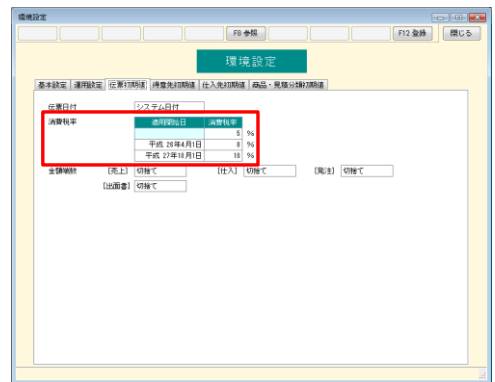 環境設定
F8 参照
F12 登録
閉じる
環境設定
基本設定 運用設定 伝票初期値 得意先初期値 仕入先初期値 商品・見積分類初期値
伝票日付 システム日付
消費税率 適用開始日 消費税率
5 %
平成 26年4月1日 8 %
平成 27年10月1日 10 %
金額端数 [売上] 切捨て [仕入] 切捨て [発注] 切捨て
[出面書] 切捨て